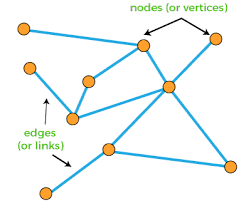 nodes (or vertices)
edges
(or links)